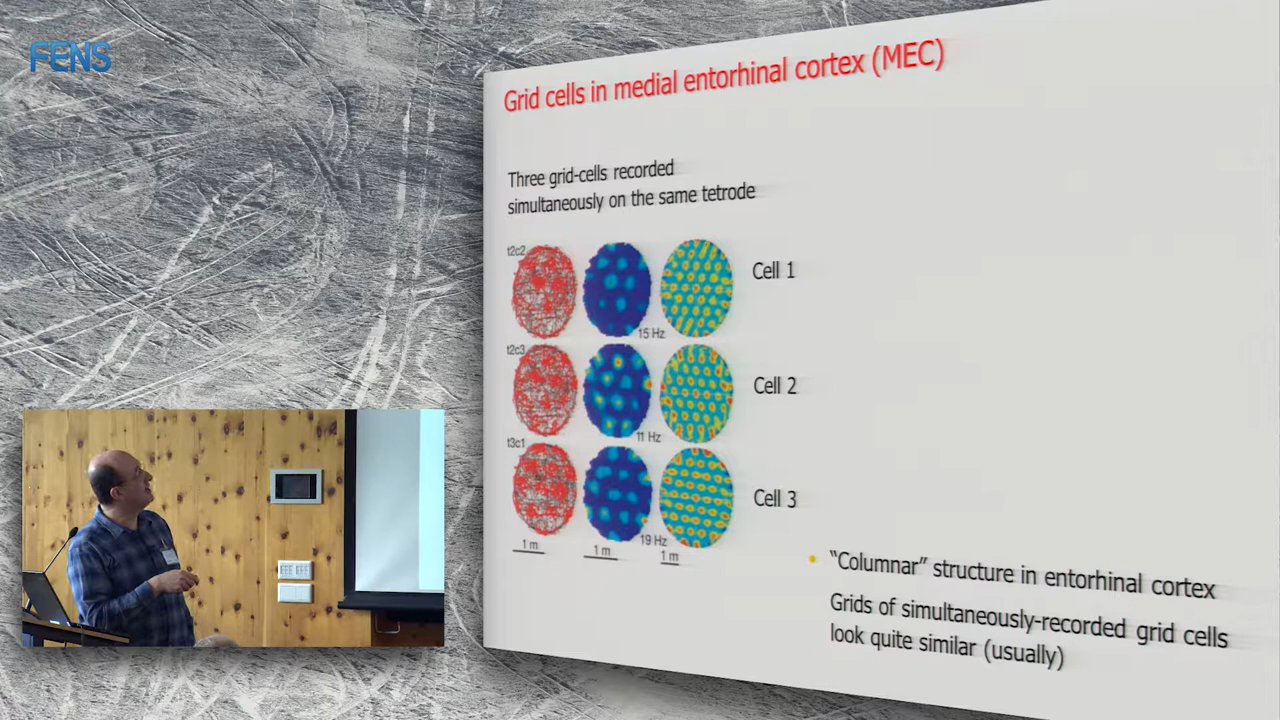 FENS
Grid cells in medial entorhinal cortex (MEC)
Three grid-cells recorded
simultaneously on the same tetrode
t2c2
Cell 1
15 Hz
t2c3
Cell 2
11 Hz
t3c1
Cell 3
19 Hz
1 m
1 m
1 m
“Columnar” structure in entorhinal cortex
Grids of simultaneously-recorded grid cells
look quite similar (usually)